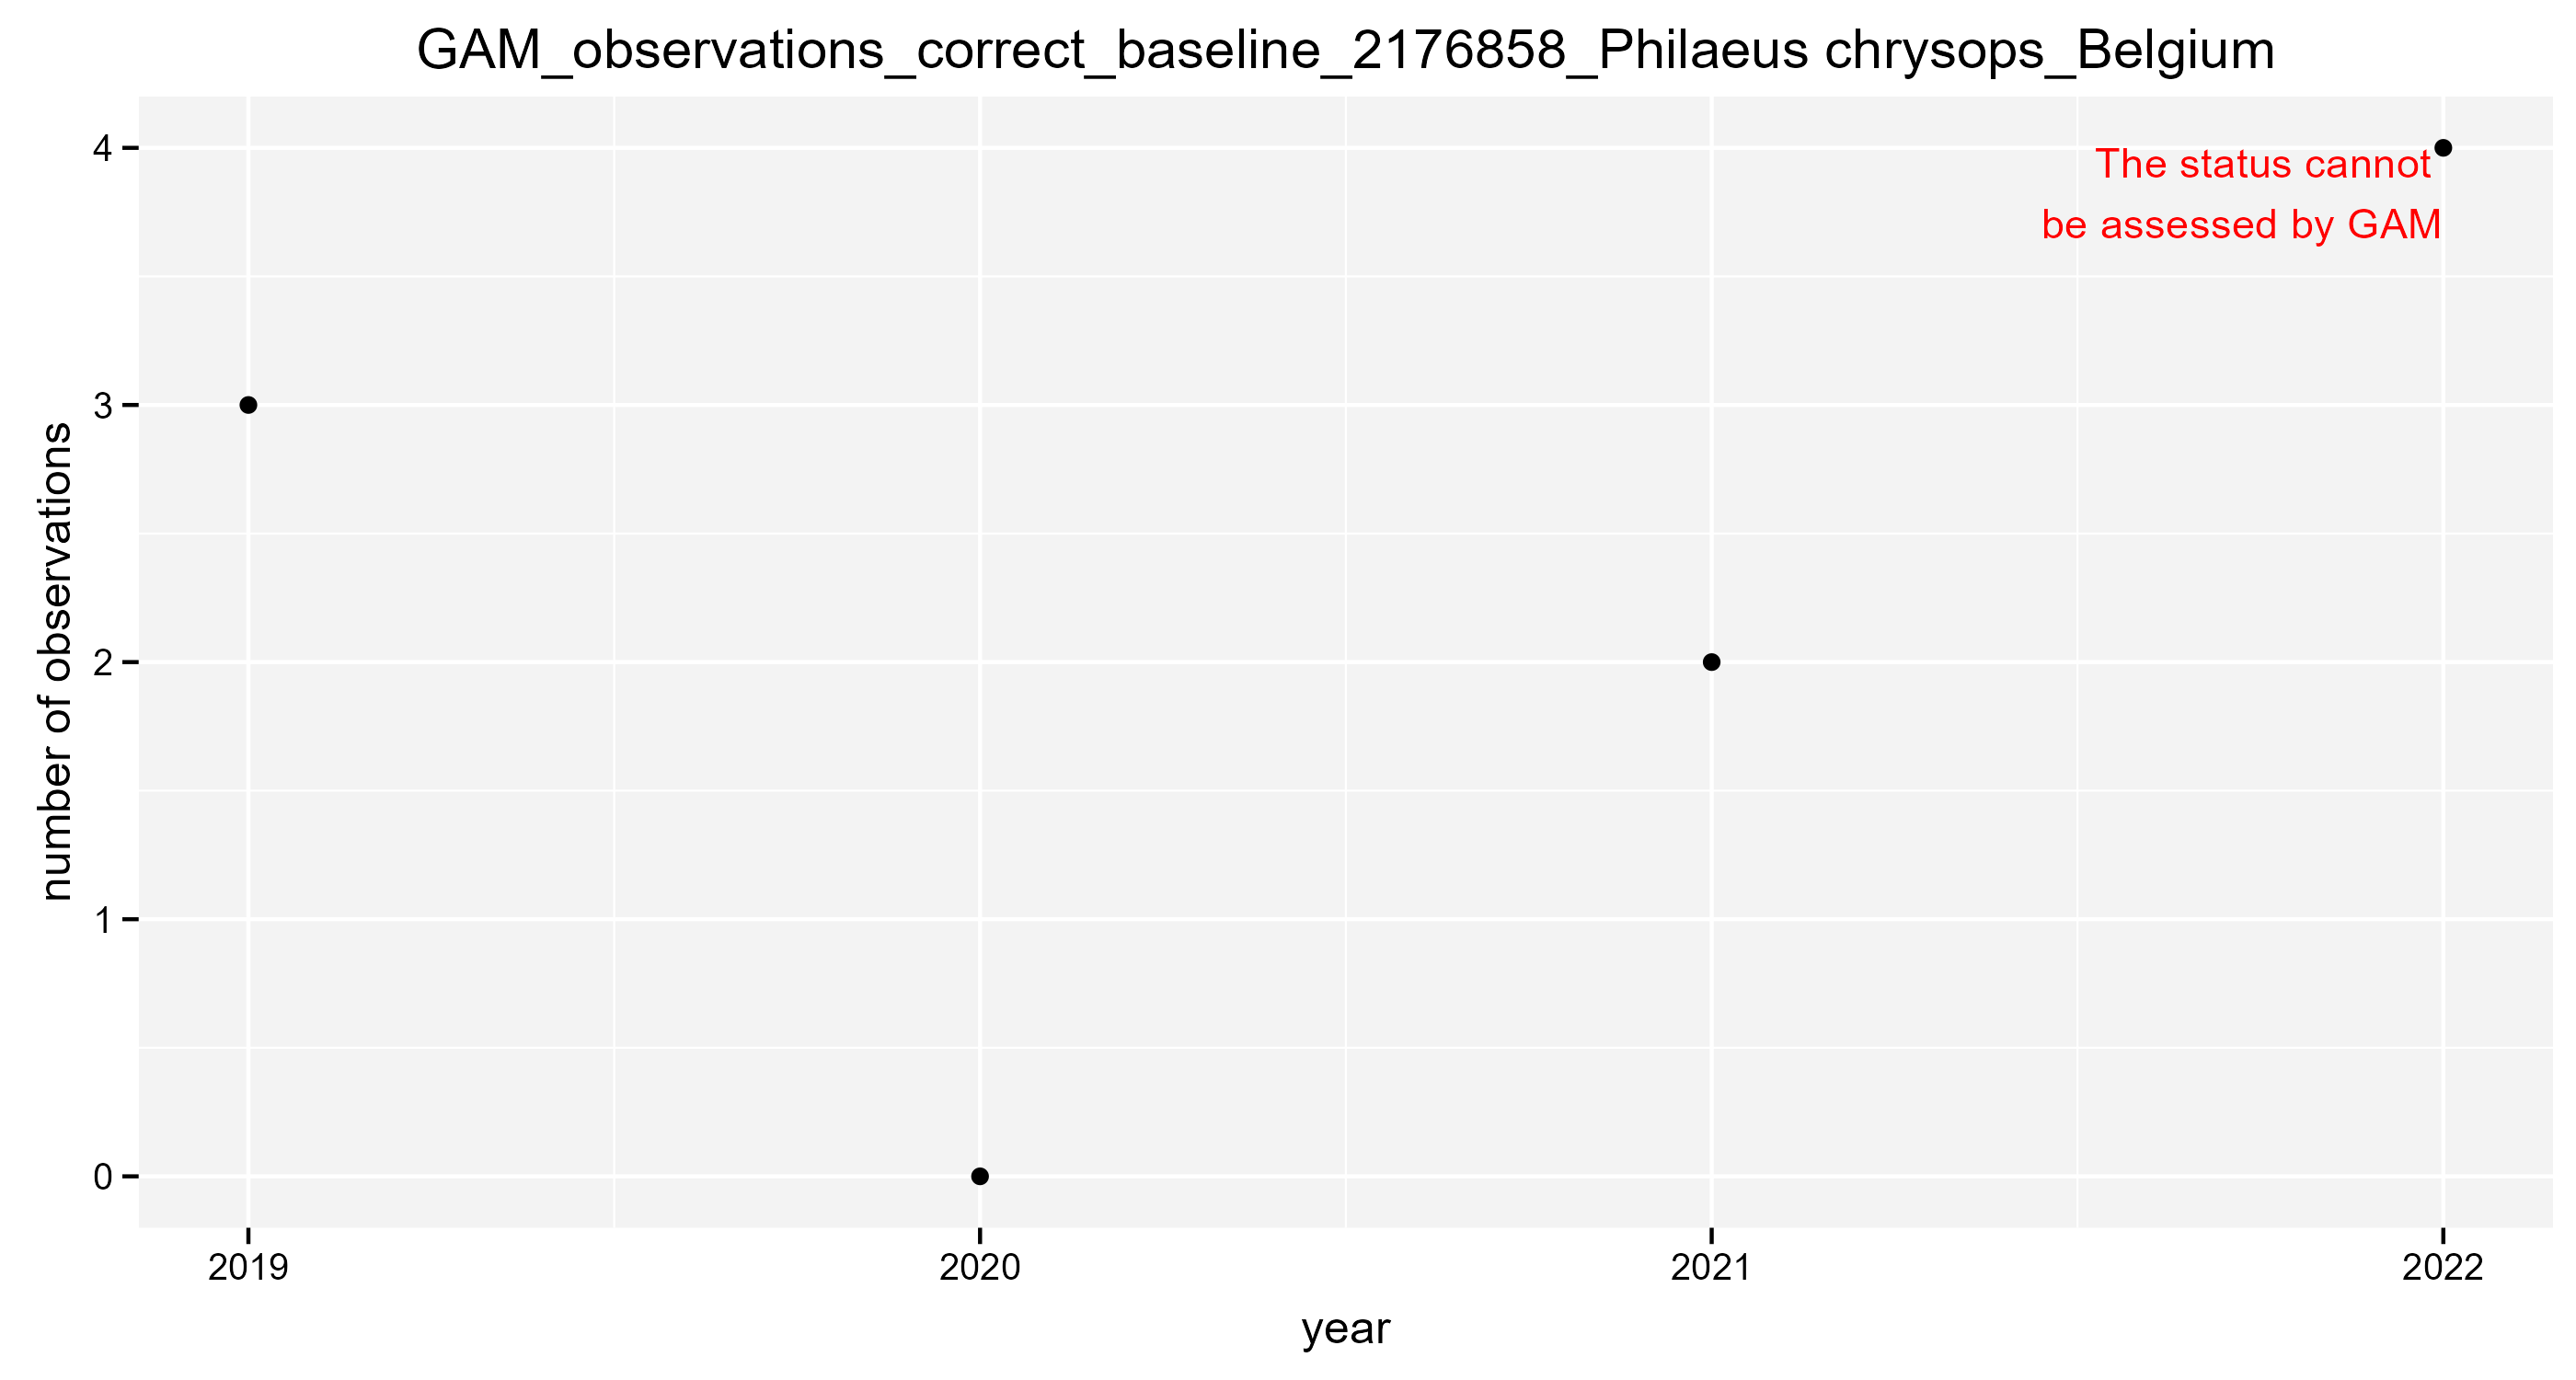 GAM_observations_correct_baseline_2176858_Philaeus chrysops_Belgium
4
The status cannot
be assessed by GAM
3
number of observations
2
1
0
2019
2020
2021
2022
year